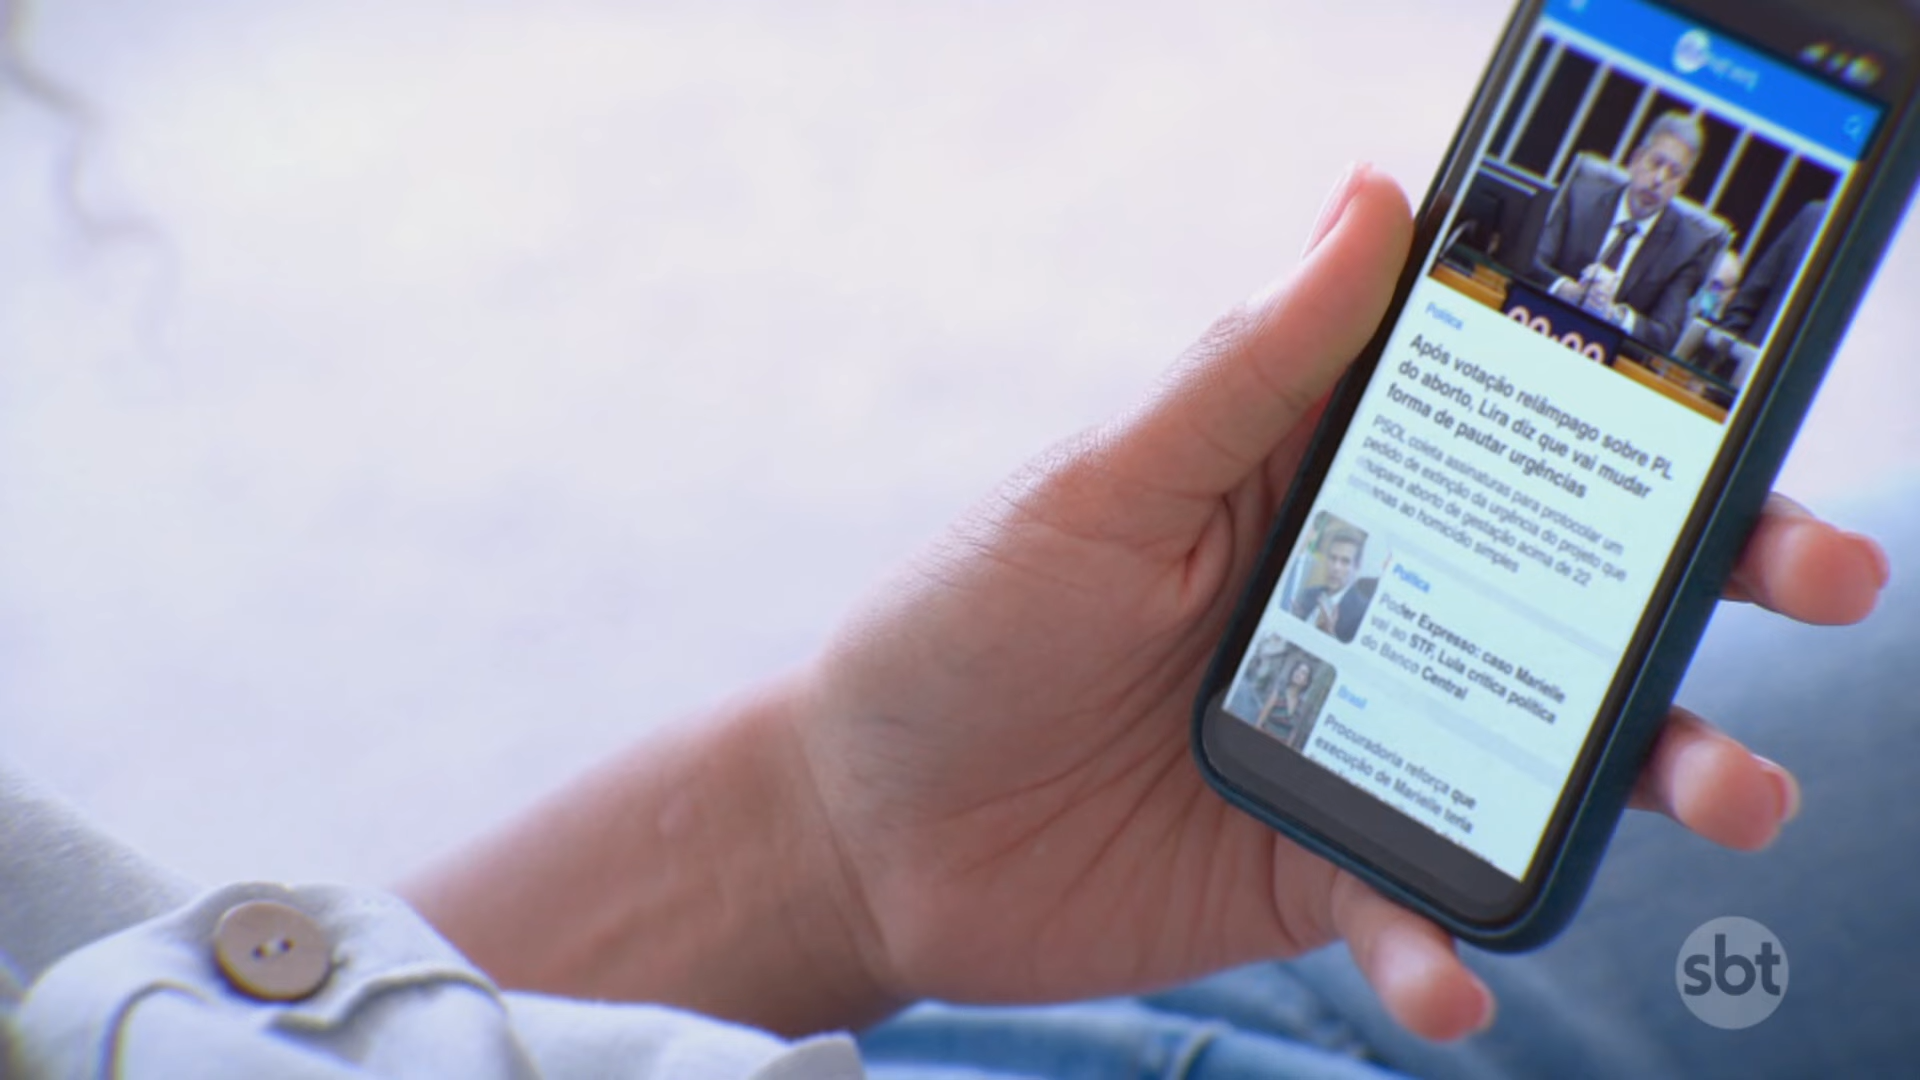 news
Política
00:00
Após votação relâmpago sobre PL
do aborto, Lira diz que vai mudar
forma de pautar urgências
PSOL coleta assinaturas para protocolar um
pedido de extinção da urgência do projeto que
equipara aborto de gestação acima de 22
ao homicídio simples
Política
Poder Expresso: caso Marielle
vai ao STF, Lula critica política
do Banco Central
Brasil
Procuradoria reforça que
execução de Marielle teria
sbt